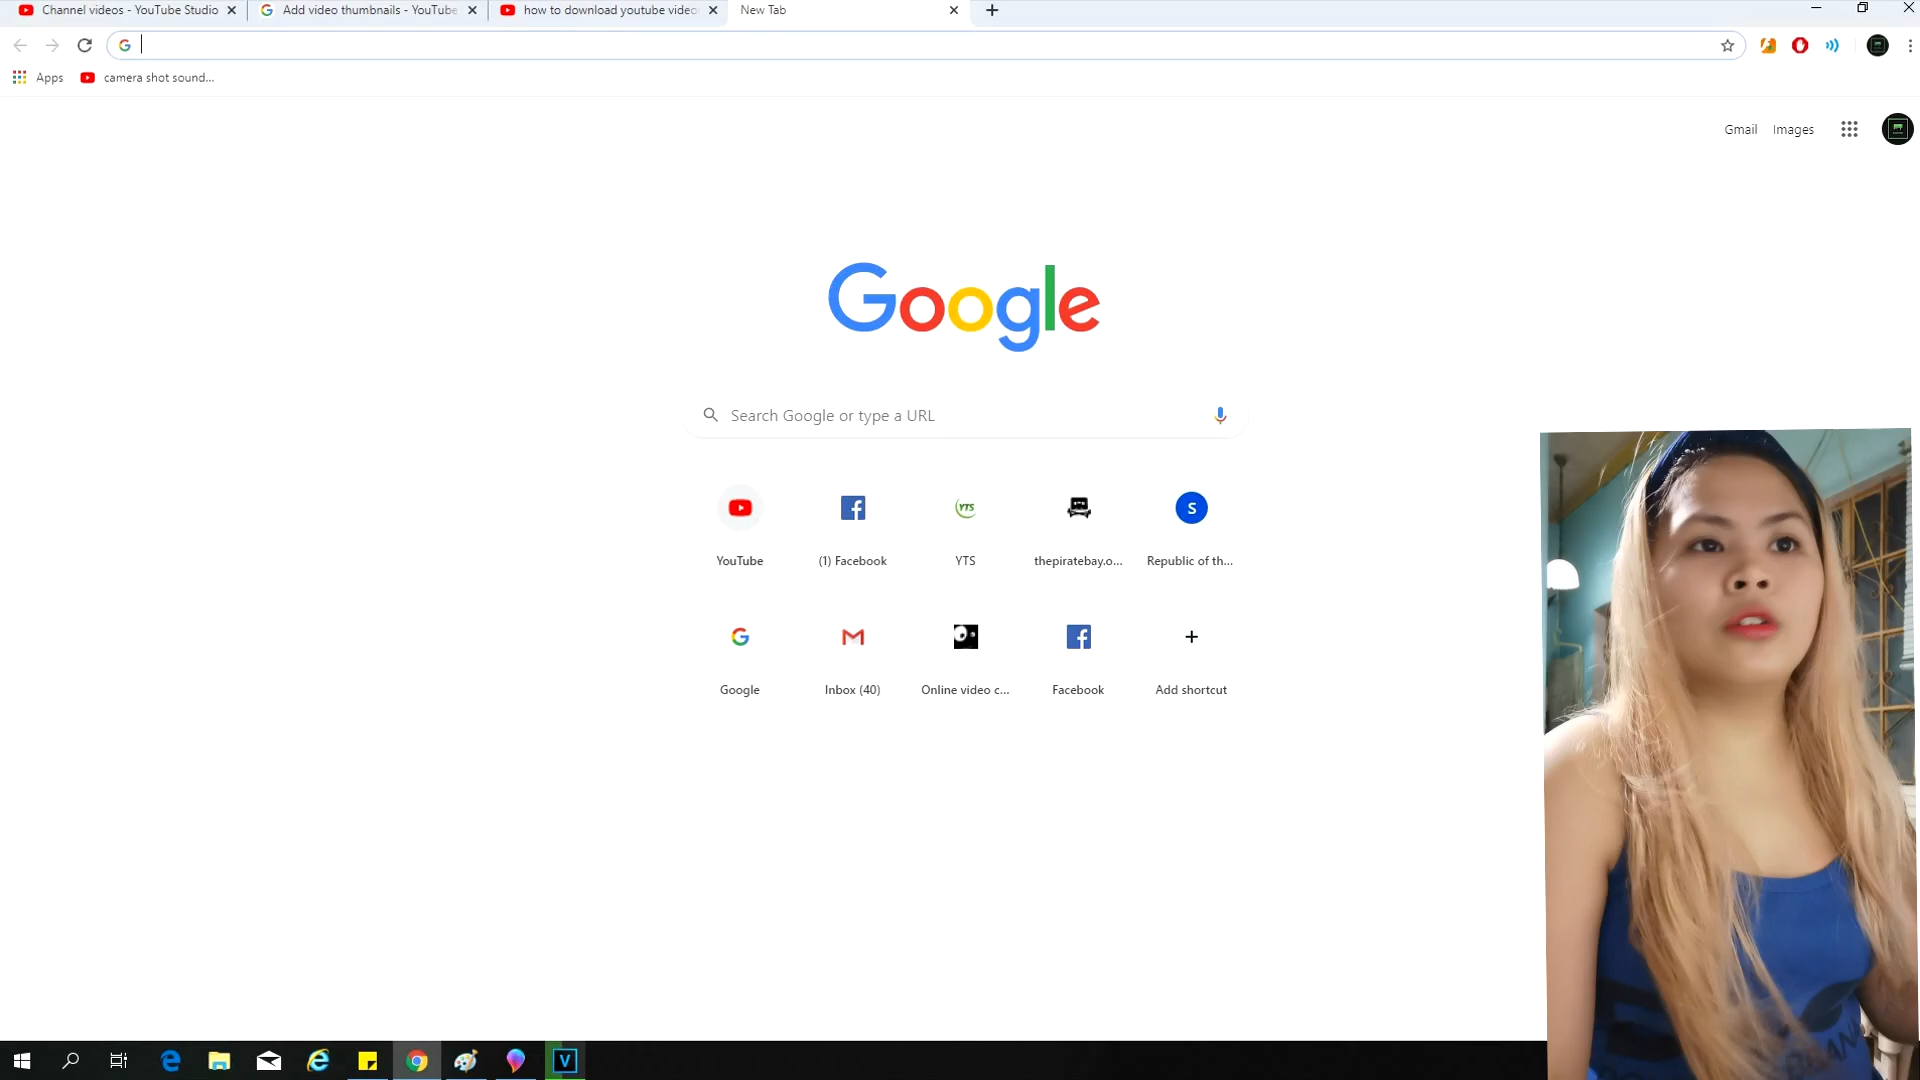 Channel videos - YouTube Studio
Add video thumbnails - YouTube
how to download youtube video
New Tab
Apps
camera shot sound...
Gmail
Images
Google
Search Google or type a URL
YouTube
(1) Facebook
YTS
YTS
thepiratebay.o...
S
Republic of th...
Google
Inbox (40)
Online video c...
Facebook
Add shortcut
V